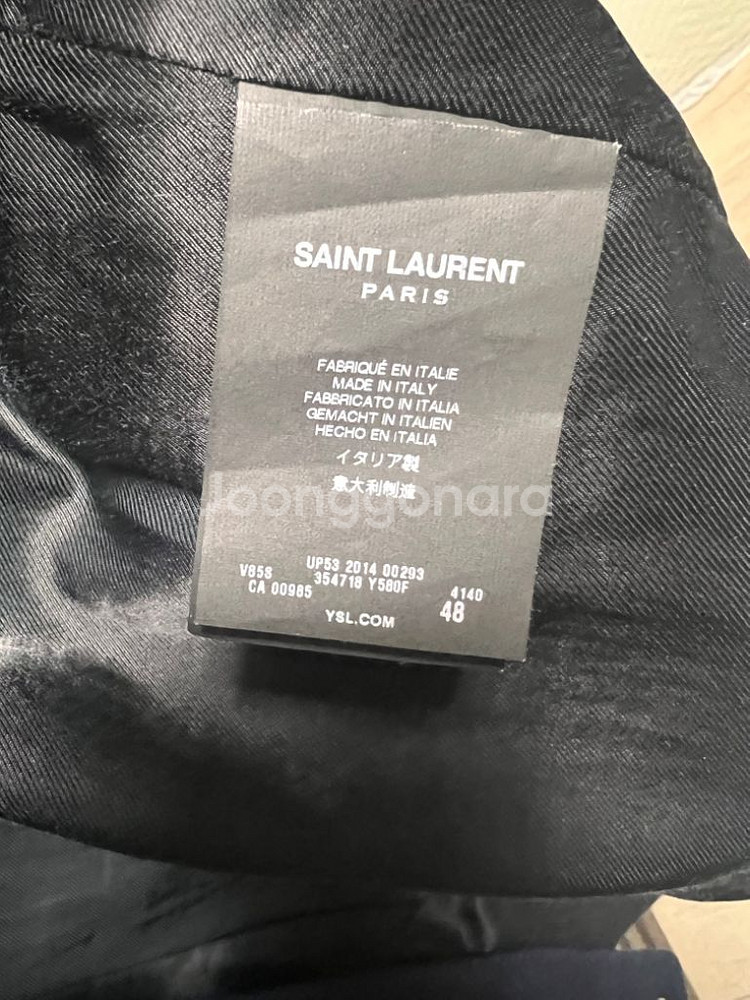 SAINT LAURENT
PARIS
FABRIQUÉ EN ITALIE
MADE IN ITALY
FABBRICATO IN ITALIA
GEMACHT IN ITALIEN
HECHO EN ITALIA
イタリア製
意大利制造
Joonggonara
UP53 2014 00293
V858 354718 Y580F 4140
CA 00985 48
YSL.COM